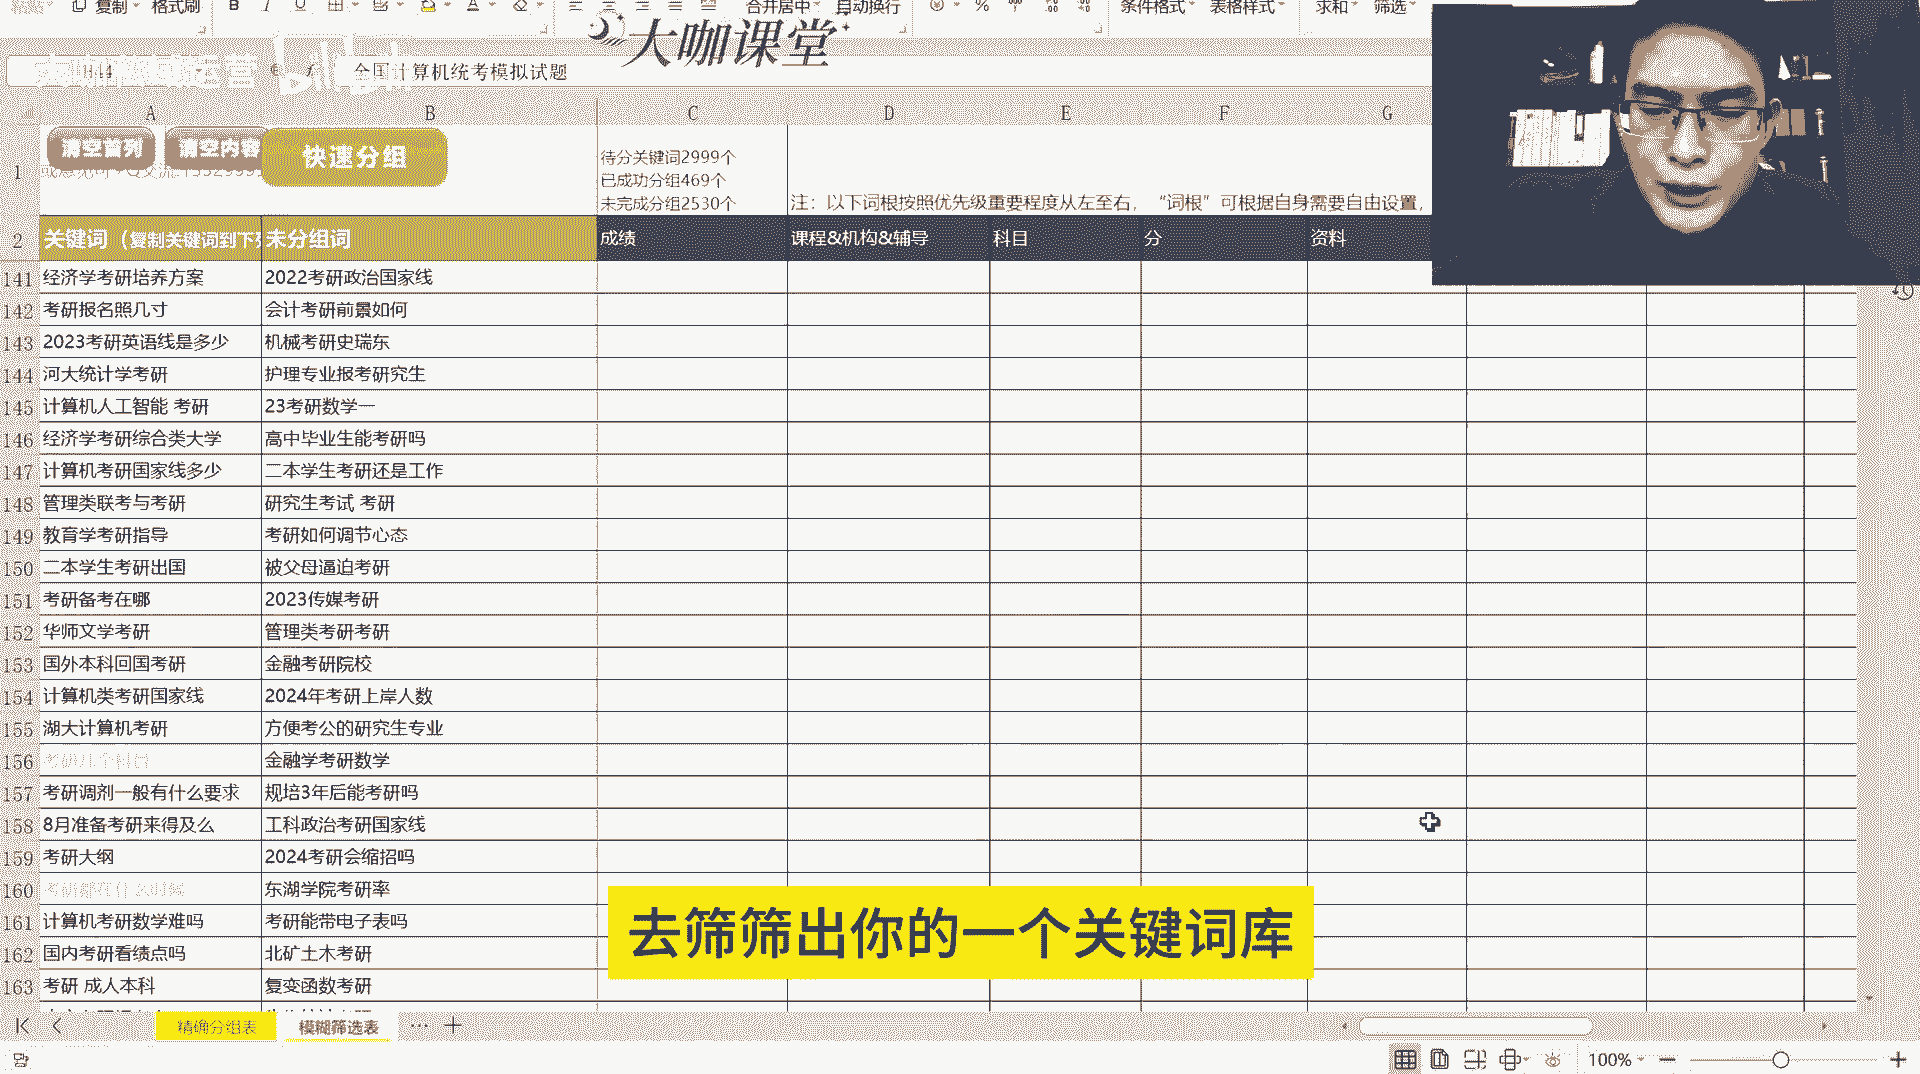 复制 格式刷 B I U 合并居中 自动换行 % 条件格式 表格样式 求和 筛选
大咖课堂
全国计算机统考模拟试题
A B C D E F G
清空首列 清空内容 快速分组
待分关键词2999个
已成功分组469个
未完成分组2530个
1 注：以下词根按照优先级重要程度从左至右，“词根”可根据自身需要自由设置，
2 关键词（复制关键词到下列 未分组词 成绩 课程&机构&辅导 科目 分 资料
141 经济学考研培养方案 2022考研政治国家线
142 考研报名照几寸 会计考研前景如何
143 2023考研英语线是多少 机械考研史瑞东
144 河大统计学考研 护理专业报考研究生
145 计算机人工智能 考研 23考研数学一
146 经济学考研综合类大学 高中毕业生能考研吗
147 计算机考研国家线多少 二本学生考研还是工作
148 管理类联考与考研 研究生考试 考研
149 教育学考研指导 考研如何调节心态
150 二本学生考研出国 被父母逼迫考研
151 考研备考在哪 2023传媒考研
152 华师文学考研 管理类考研考研
153 国外本科回国考研 金融考研院校
154 计算机类考研国家线 2024年考研上岸人数
155 湖大计算机考研 方便考公的研究生专业
156 考研几个科目 金融学考研数学
157 考研调剂一般有什么要求 规培3年后能考研吗
158 8月准备考研来得及么 工科政治考研国家线
159 考研大纲 2024考研会缩招吗
160 考研都在什么时候 东湖学院考研率
161 计算机考研数学难吗 考研能带电子表吗
162 国内考研看绩点吗 北矿土木考研
163 考研 成人本科 复变函数考研
去筛筛出你的一个关键词库
精确分组表 模糊筛选表 ··· +
100% — +